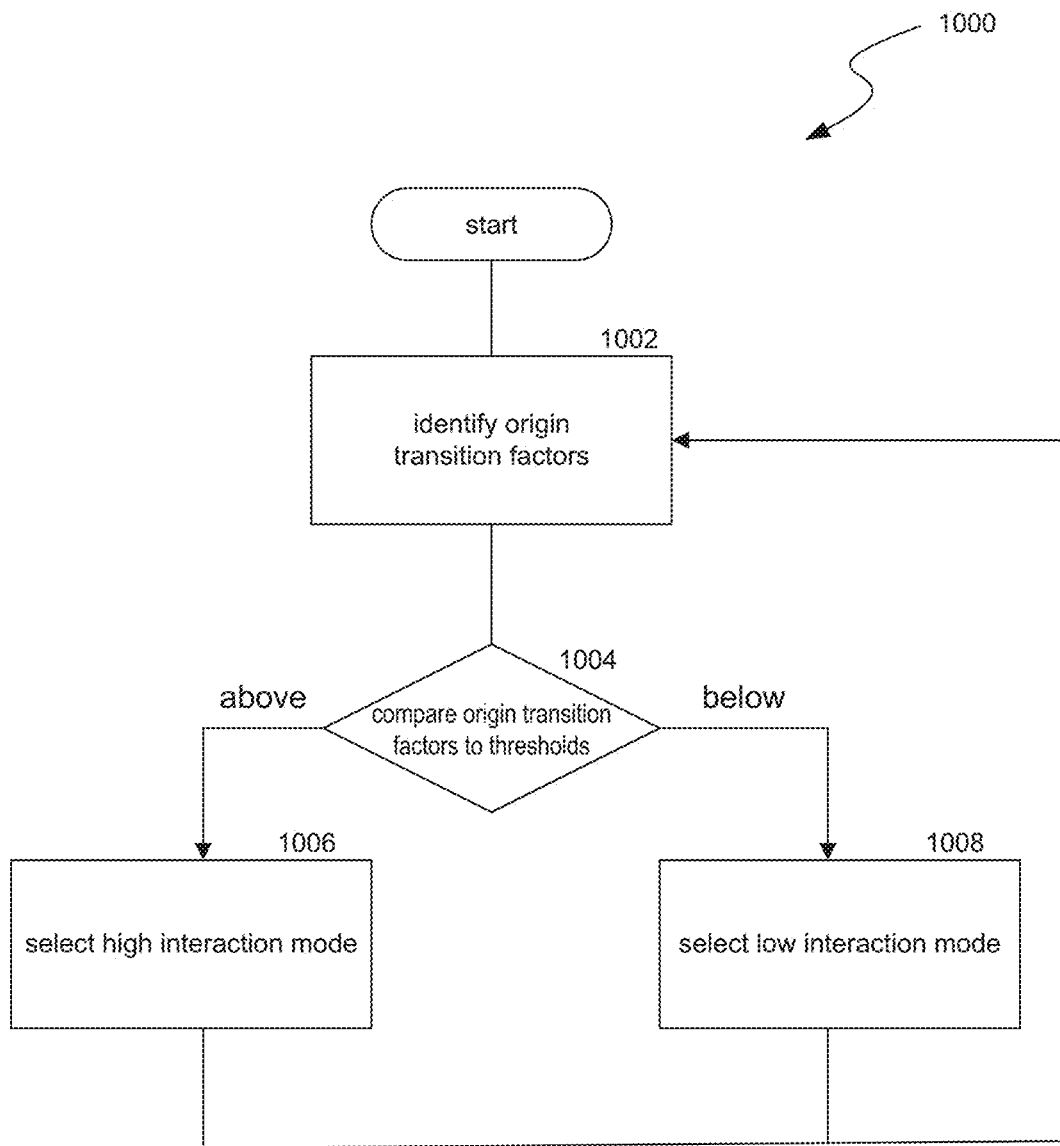 1000
start
1002
identify origin
transition factors
1004
above
below
compare origin transition
factors to thresholds
1006
1008
select high interaction mode
select low interaction mode